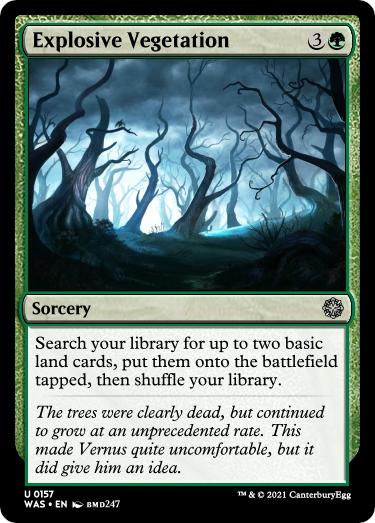 Explosive Vegetation 3
Sorcery
Search your library for up to two basic
land cards, put them onto the battlefield
tapped, then shuffle your library.
The trees were clearly dead, but continued
to grow at an unprecedented rate. This
made Vernus quite uncomfortable, but it
did give him an idea.
U 0157
WAS • EN BMD247
™ & © 2021 CanterburyEgg